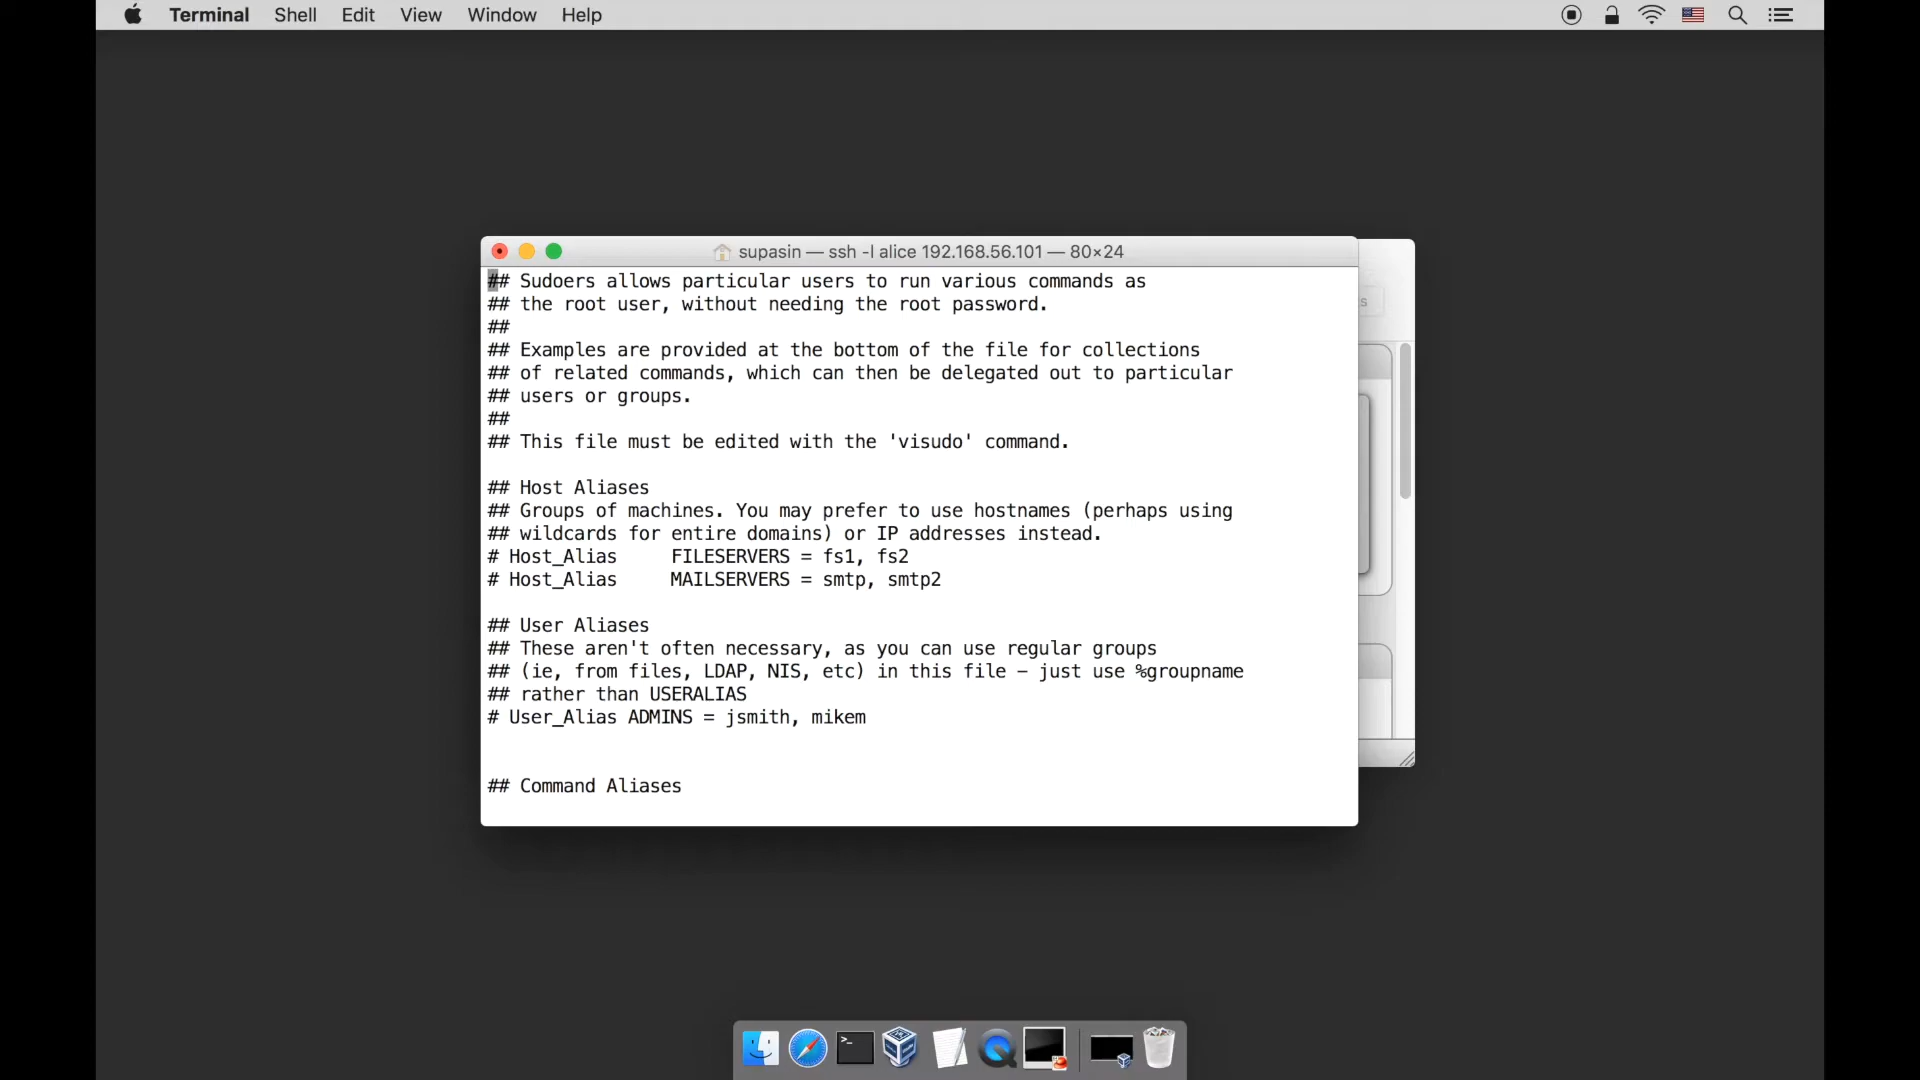 Terminal Shell Edit View Window Help
supasin — ssh -l alice 192.168.56.101 — 80×24
## Sudoers allows particular users to run various commands as
## the root user, without needing the root password.
##
## Examples are provided at the bottom of the file for collections
## of related commands, which can then be delegated out to particular
## users or groups.
##
## This file must be edited with the 'visudo' command.
## Host Aliases
## Groups of machines. You may prefer to use hostnames (perhaps using
## wildcards for entire domains) or IP addresses instead.
# Host_Alias     FILESERVERS = fs1, fs2
# Host_Alias     MAILSERVERS = smtp, smtp2
## User Aliases
## These aren't often necessary, as you can use regular groups
## (ie, from files, LDAP, NIS, etc) in this file - just use %groupname
## rather than USERALIAS
# User_Alias ADMINS = jsmith, mikem
## Command Aliases